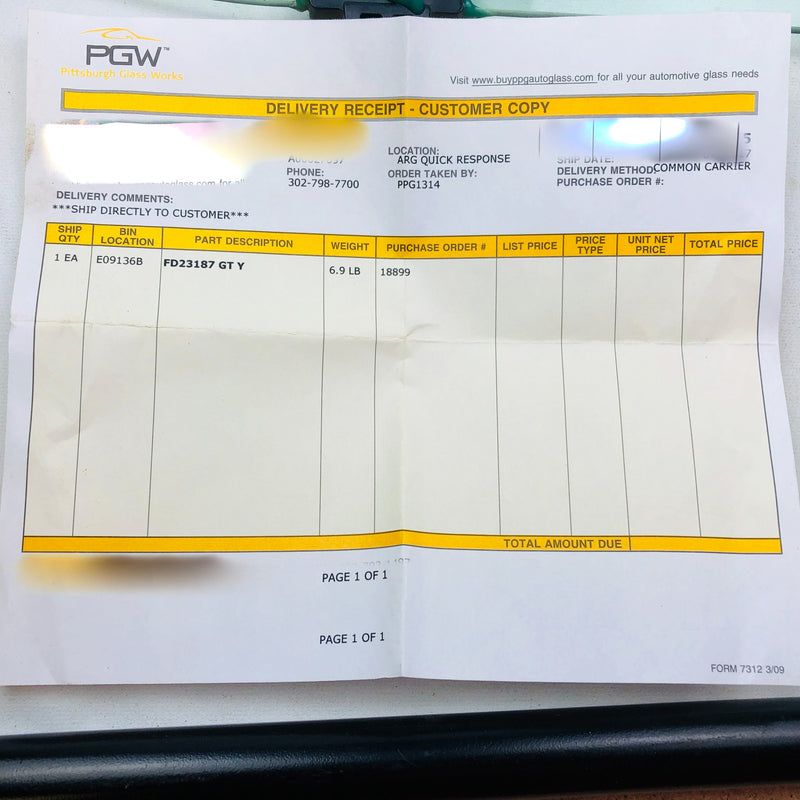 PGW™
Pittsburgh Glass Works
Visit www.buyppgautoglass.com for all your automotive glass needs
DELIVERY RECEIPT - CUSTOMER COPY
LOCATION:
ARG QUICK RESPONSE
SHIP DATE:
PHONE:
302-798-7700
ORDER TAKEN BY:
PPG1314
DELIVERY METHOD: COMMON CARRIER
PURCHASE ORDER #:
DELIVERY COMMENTS:
***SHIP DIRECTLY TO CUSTOMER***
SHIP QTY BIN LOCATION PART DESCRIPTION WEIGHT PURCHASE ORDER # LIST PRICE PRICE TYPE UNIT NET PRICE TOTAL PRICE
1 EA E09136B FD23187 GT Y 6.9 LB 18899
TOTAL AMOUNT DUE
PAGE 1 OF 1
PAGE 1 OF 1
FORM 7312 3/09